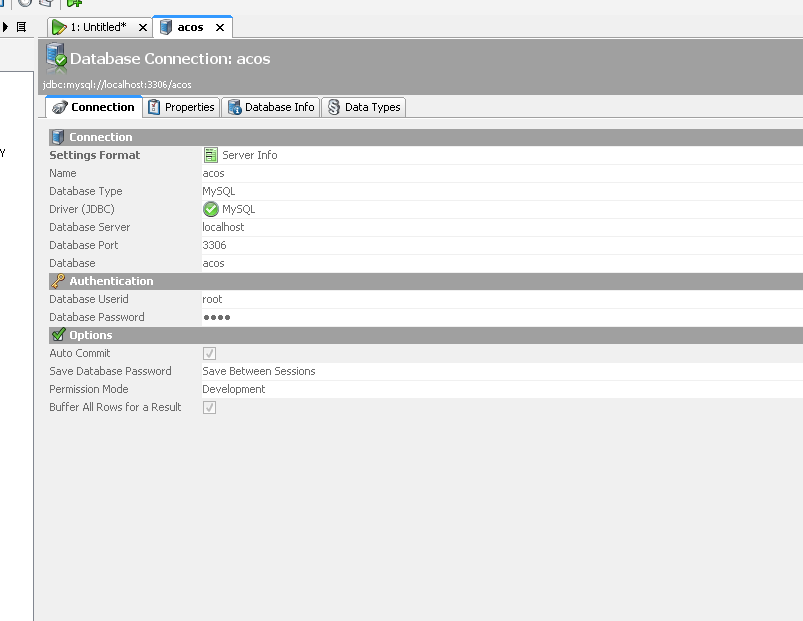 1: Untitled*
acos
Database Connection: acos
jdbc:mysql://localhost:3306/acos
Connection Properties Database Info Data Types
Y
Connection
Settings Format Server Info
Name acos
Database Type MySQL
Driver (JDBC) MySQL
Database Server localhost
Database Port 3306
Database acos
Authentication
Database Userid root
Database Password ●●●●
Options
Auto Commit
Save Database Password Save Between Sessions
Permission Mode Development
Buffer All Rows for a Result